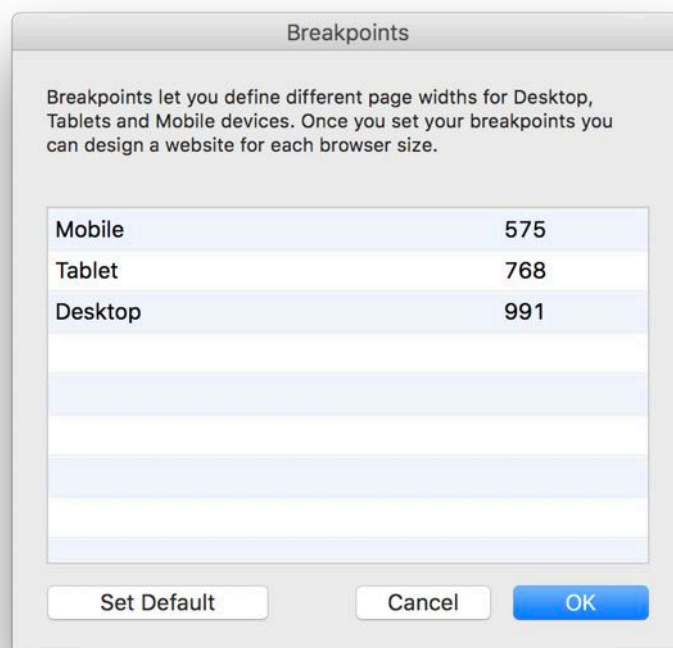 Breakpoints
Breakpoints let you define different page widths for Desktop,
Tablets and Mobile devices. Once you set your breakpoints you
can design a website for each browser size.
Mobile 575
Tablet 768
Desktop 991
Set Default Cancel OK